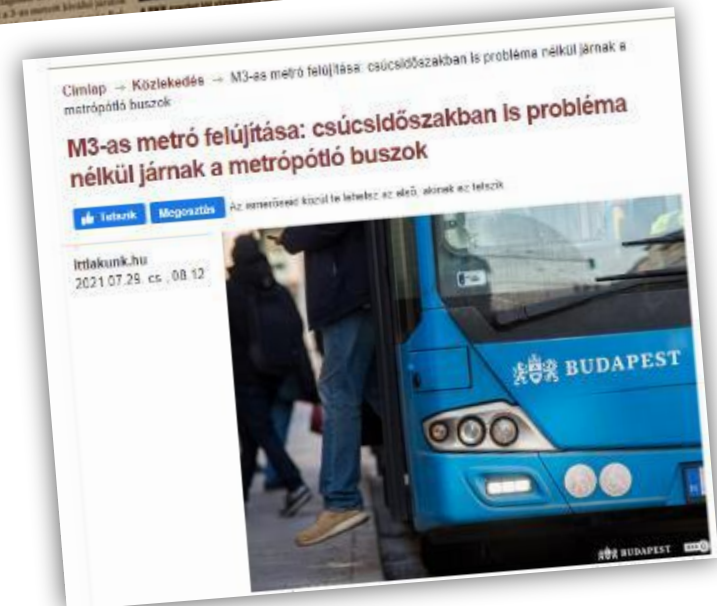 Címlap → Közlekedés → M3-as metró felújítása: csúcsidőszakban is probléma nélkül járnak a
metrópótló buszok
M3-as metró felújítása: csúcsidőszakban is probléma
nélkül járnak a metrópótló buszok
Tetszik Megosztás Az ismerőseid közül te lehetsz az első, akinek ez tetszik
ittlakunk.hu
2021.07.29. cs., 08:12
BUDAPEST
BUDAPEST